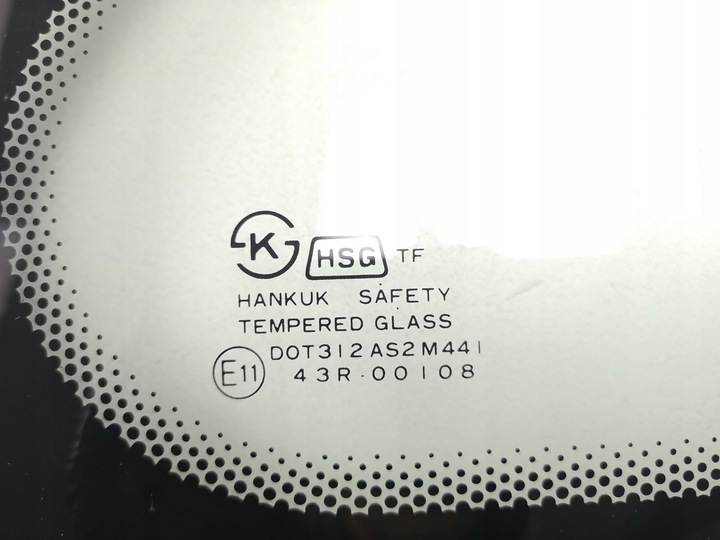 K HSG TF
HANKUK SAFETY
TEMPERED GLASS
DOT312AS2M441
E11 43R-00108